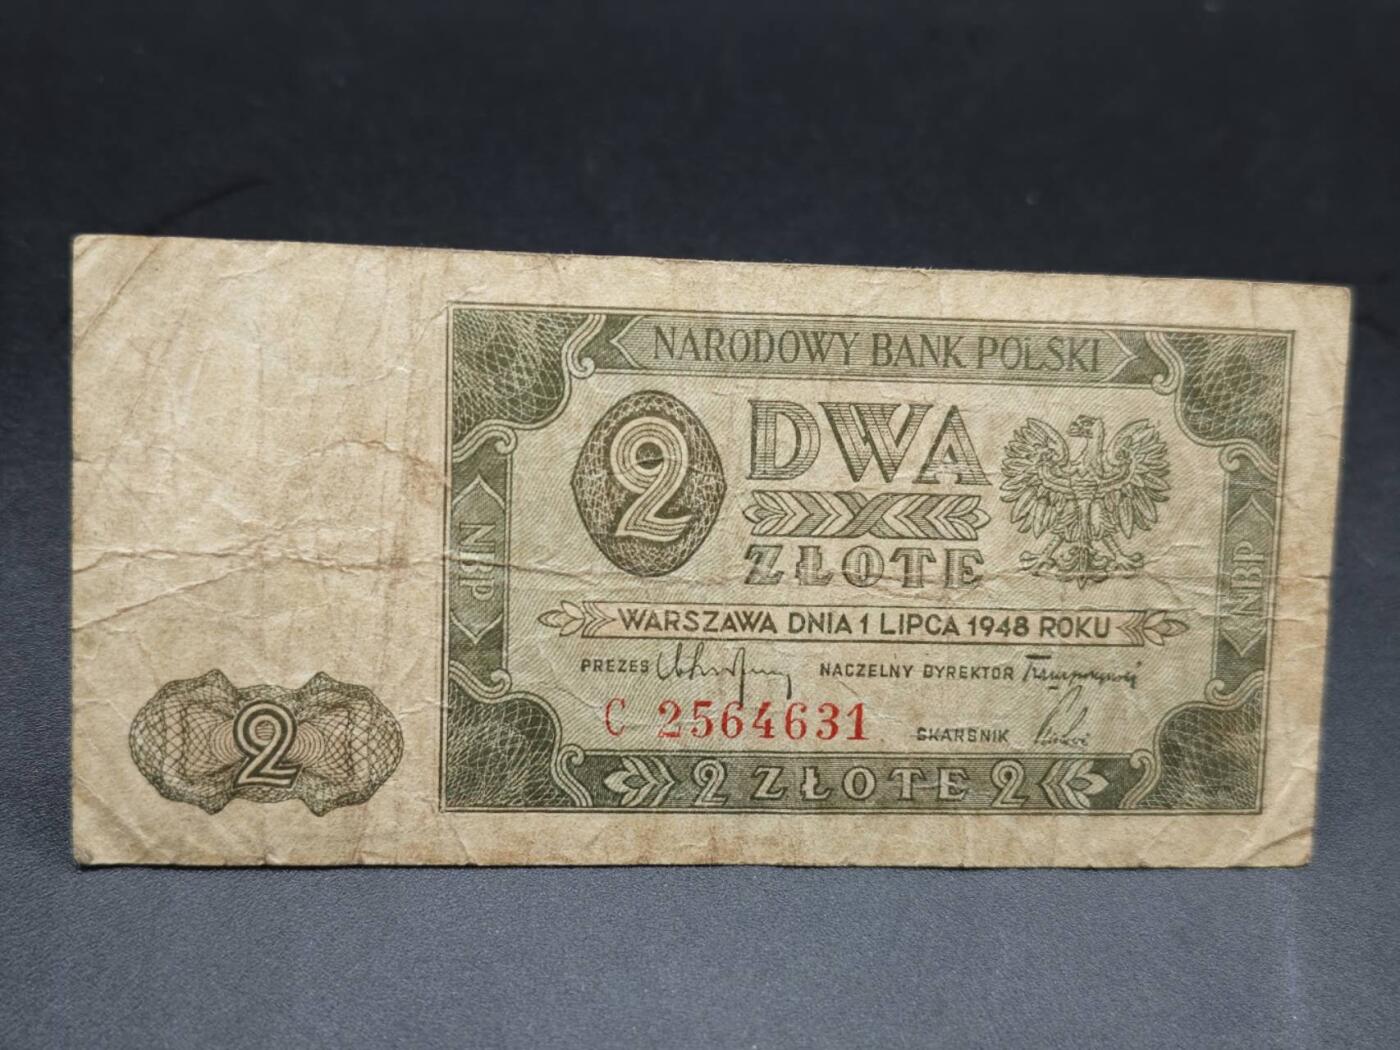 NARODOWY BANK POLSKI
2
DWA
ZŁOTE
NBP
NBP
WARSZAWA DNIA 1 LIPCA 1948 ROKU
PREZES NACZELNY DYREKTOR
C 2564631
SKARBNIK
2
2 ZŁOTE 2